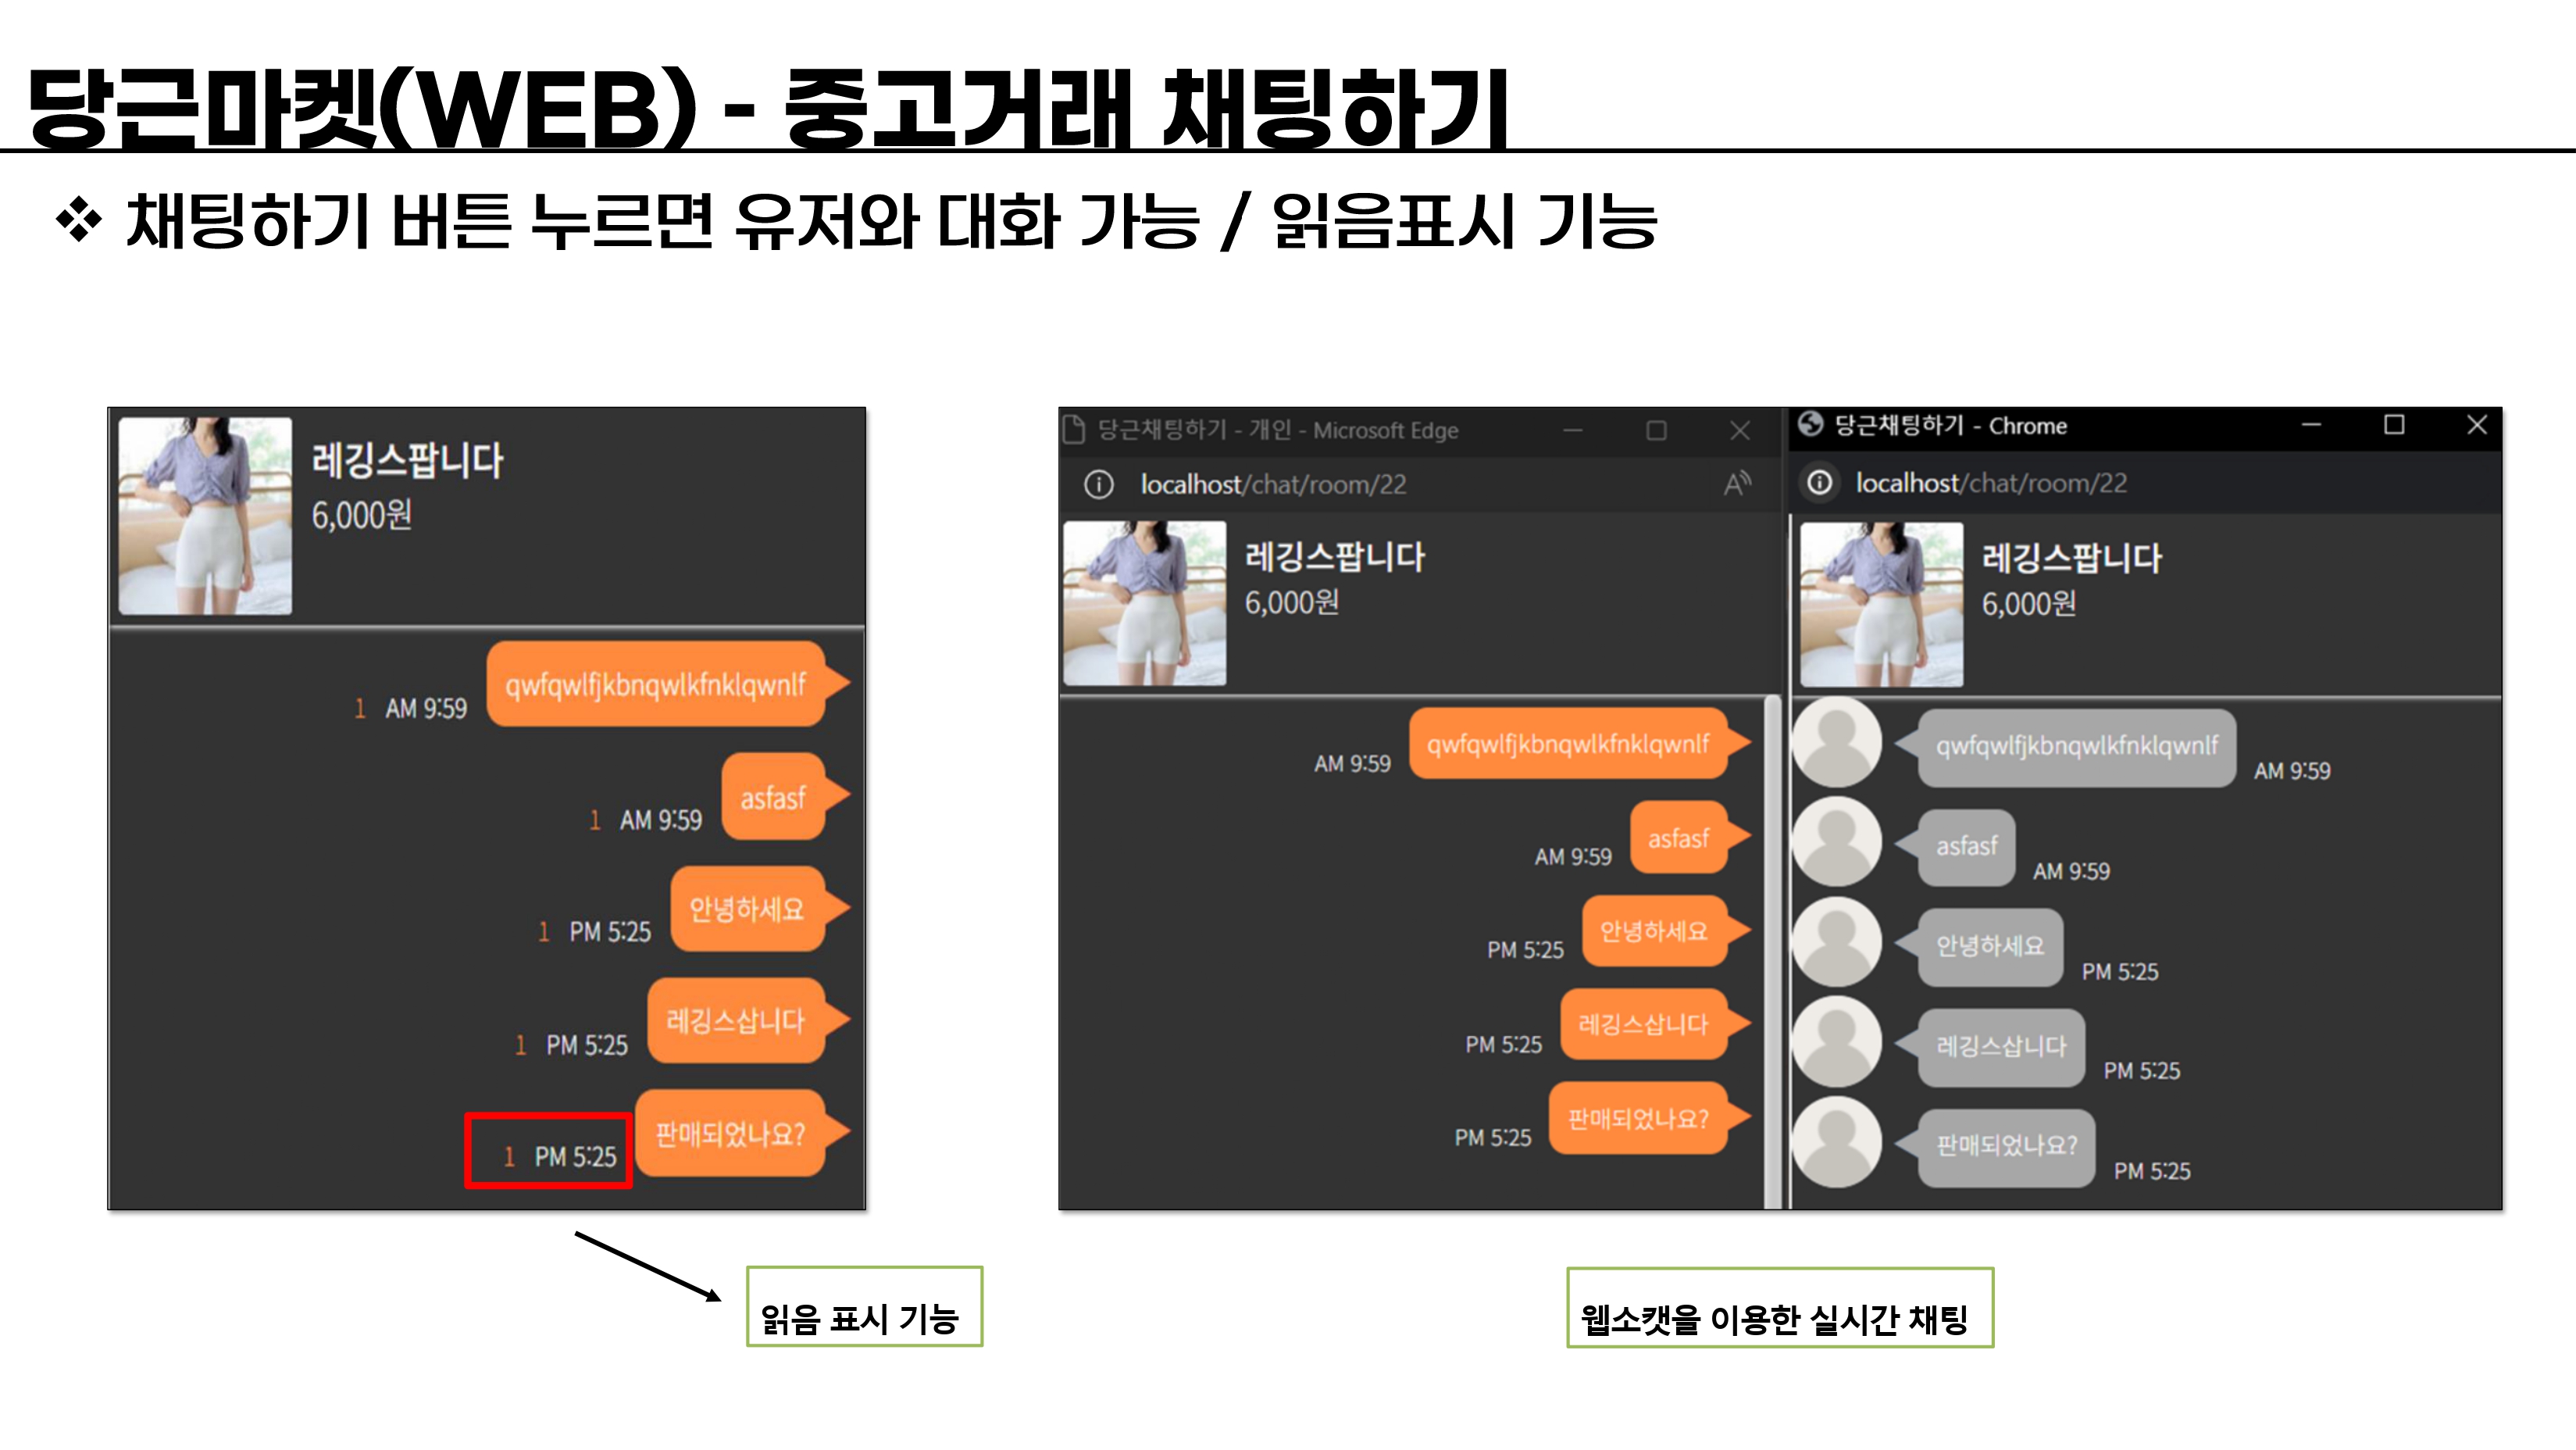 당근마켓(WEB) - 중고거래 채팅하기
❖ 채팅하기 버튼 누르면 유저와 대화 가능 / 읽음표시 기능
레깅스팝니다
6,000원
1 AM 9:59 qwfqwlfjkbnqwlkfnklqwnlf
1 AM 9:59 asfasf
1 PM 5:25 안녕하세요
1 PM 5:25 레깅스삽니다
1 PM 5:25 판매되었나요?
읽음 표시 기능
당근채팅하기 - 개인 - Microsoft Edge
localhost/chat/room/22
레깅스팝니다
6,000원
AM 9:59 qwfqwlfjkbnqwlkfnklqwnlf
AM 9:59 asfasf
PM 5:25 안녕하세요
PM 5:25 레깅스삽니다
PM 5:25 판매되었나요?
당근채팅하기 - Chrome
localhost/chat/room/22
레깅스팝니다
6,000원
qwfqwlfjkbnqwlkfnklqwnlf AM 9:59
asfasf AM 9:59
안녕하세요 PM 5:25
레깅스삽니다 PM 5:25
판매되었나요? PM 5:25
웹소캣을 이용한 실시간 채팅